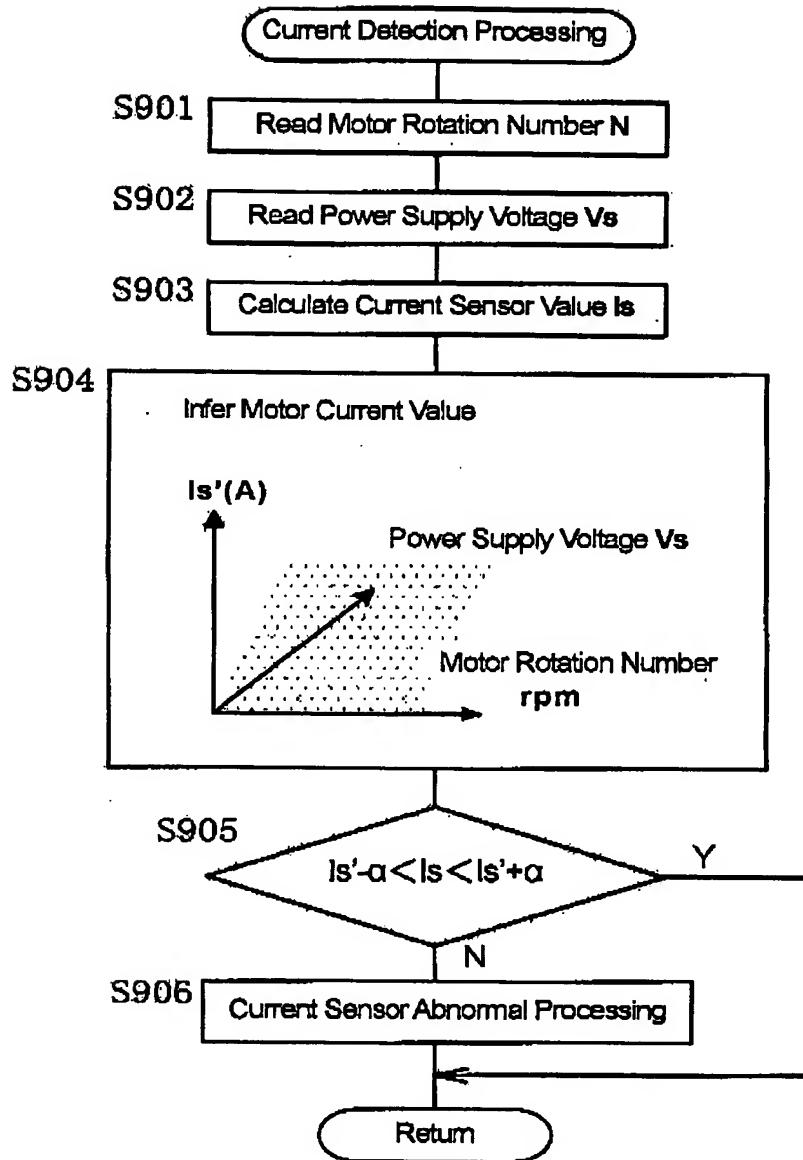 Current Detection Processing
S901
Read Motor Rotation Number N
S902
Read Power Supply Voltage Vs
S903
Calculate Current Sensor Value Is
S904
Infer Motor Current Value
Is'(A)
Power Supply Voltage Vs
Motor Rotation Number
rpm
S905
Is'-α<Is<Is'+α
Y
N
S906
Current Sensor Abnormal Processing
Return